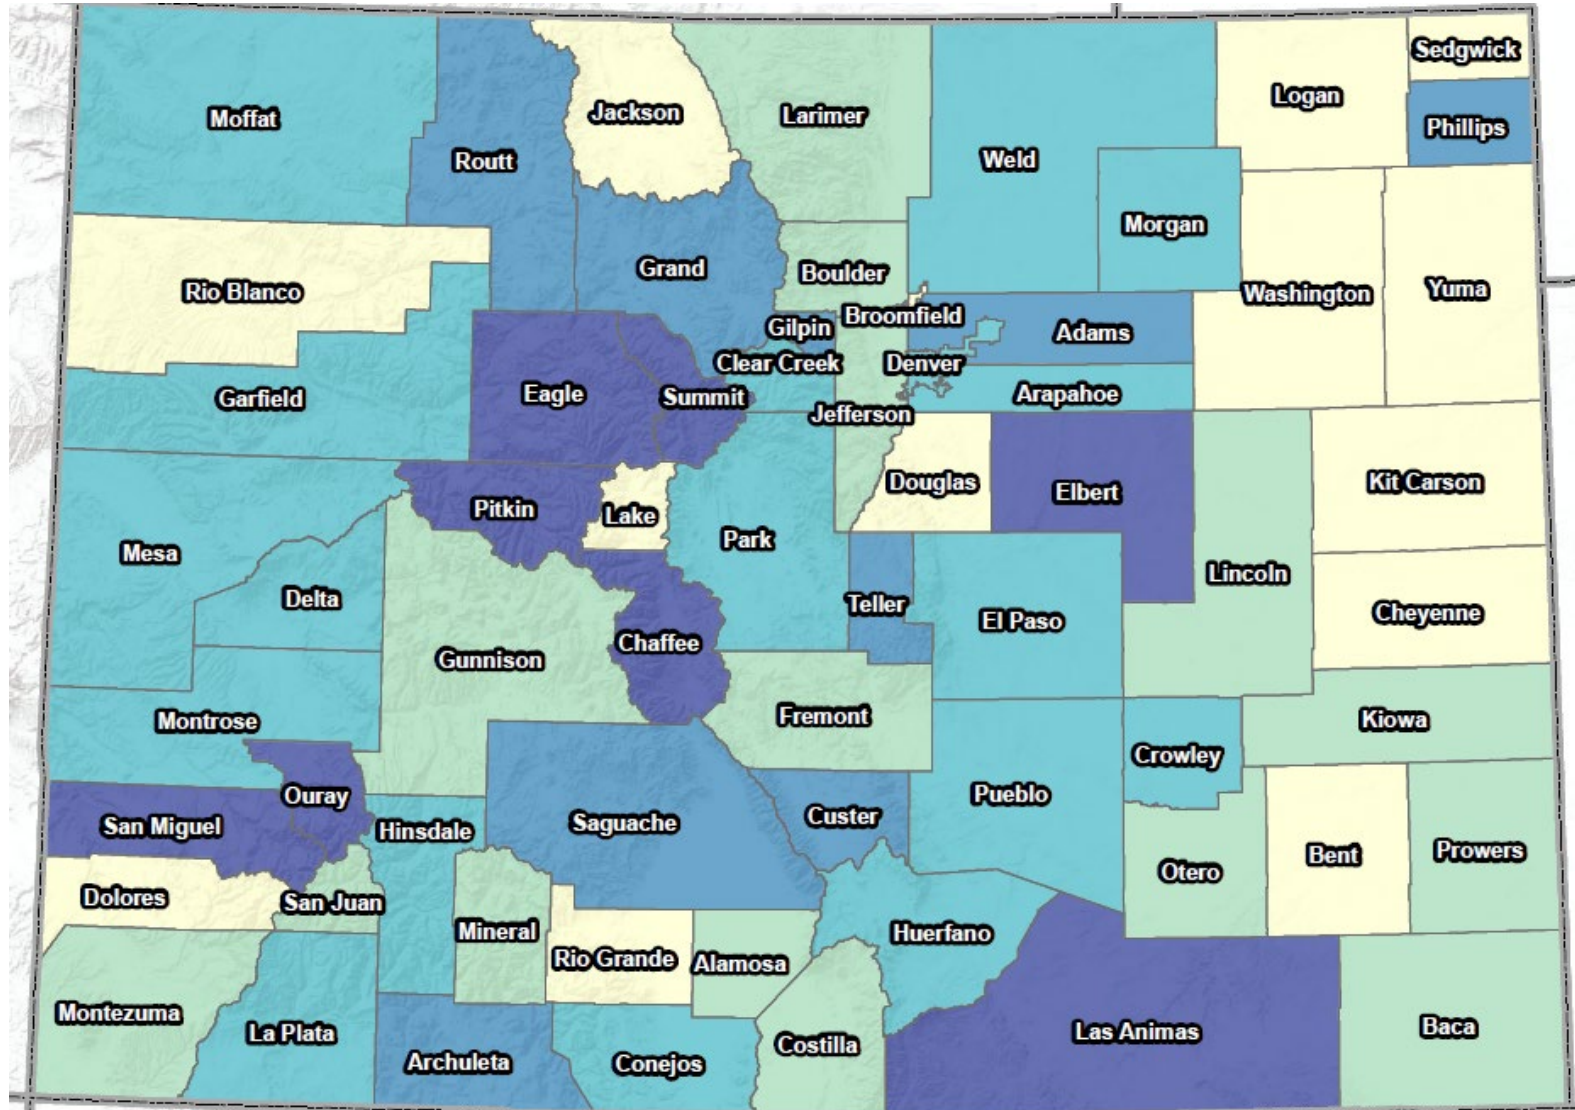 Sedgwick
Logan
Jackson
Larimer
Moffat
Phillips
Routt
Weld
Morgan
Grand
Boulder
Rio Blanco
Washington
Yuma
Broomfield
Gilpin
Adams
Clear Creek
Denver
Eagle
Summit
Arapahoe
Garfield
Jefferson
Douglas
Kit Carson
Elbert
Pitkin
Lake
Park
Mesa
Lincoln
Delta
Teller
Cheyenne
El Paso
Chaffee
Gunnison
Fremont
Kiowa
Montrose
Crowley
Ouray
Pueblo
Custer
San Miguel
Saguache
Hinsdale
Prowers
Bent
Otero
Dolores
San Juan
Mineral
Huerfano
Rio Grande
Alamosa
Montezuma
Baca
La Plata
Las Animas
Costilla
Archuleta
Conejos